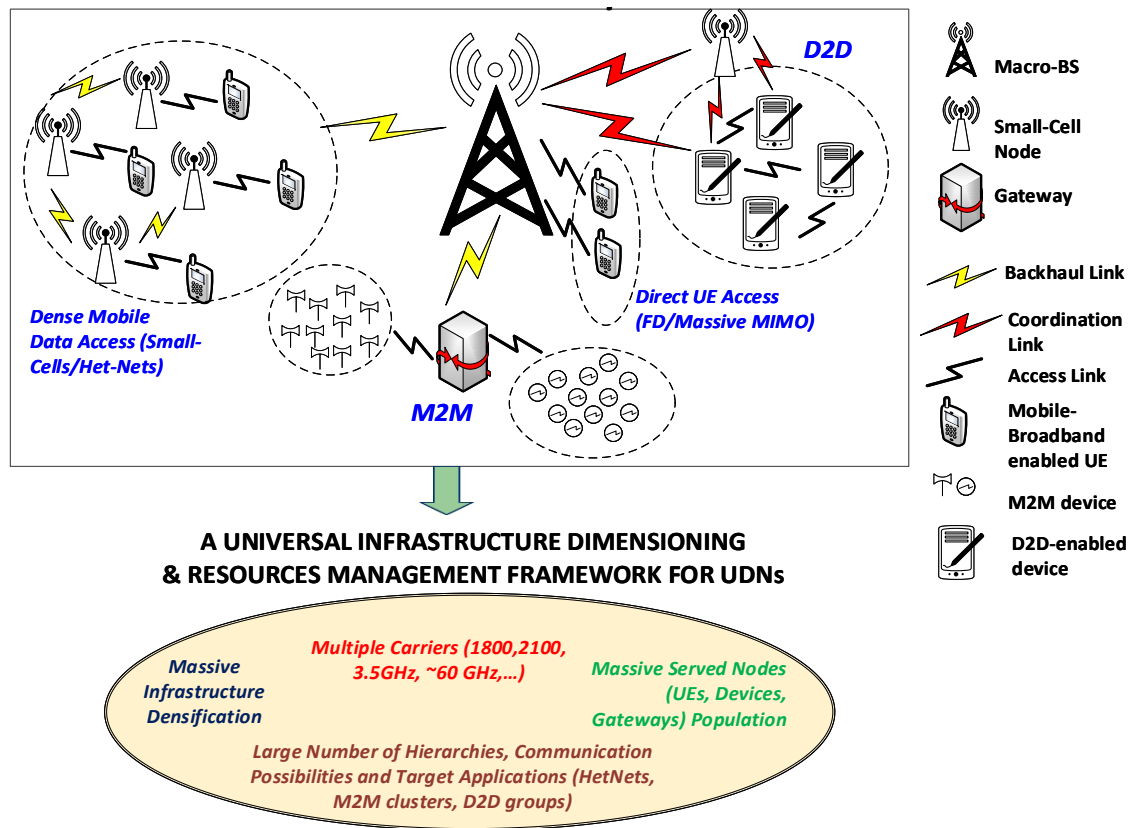 D2D
Dense Mobile
Data Access (Small-
Cells/Het-Nets)
Direct UE Access
(FD/Massive MIMO)
M2M
Macro-BS
Small-Cell
Node
Gateway
Backhaul Link
Coordination
Link
Access Link
Mobile-
Broadband
enabled UE
M2M device
D2D-enabled
device
A UNIVERSAL INFRASTRUCTURE DIMENSIONING
& RESOURCES MANAGEMENT FRAMEWORK FOR UDNs
Multiple Carriers (1800,2100,
3.5GHz, ~60 GHz,...)
Massive
Infrastructure
Densification
Massive Served Nodes
(UEs, Devices,
Gateways) Population
Large Number of Hierarchies, Communication
Possibilities and Target Applications (HetNets,
M2M clusters, D2D groups)